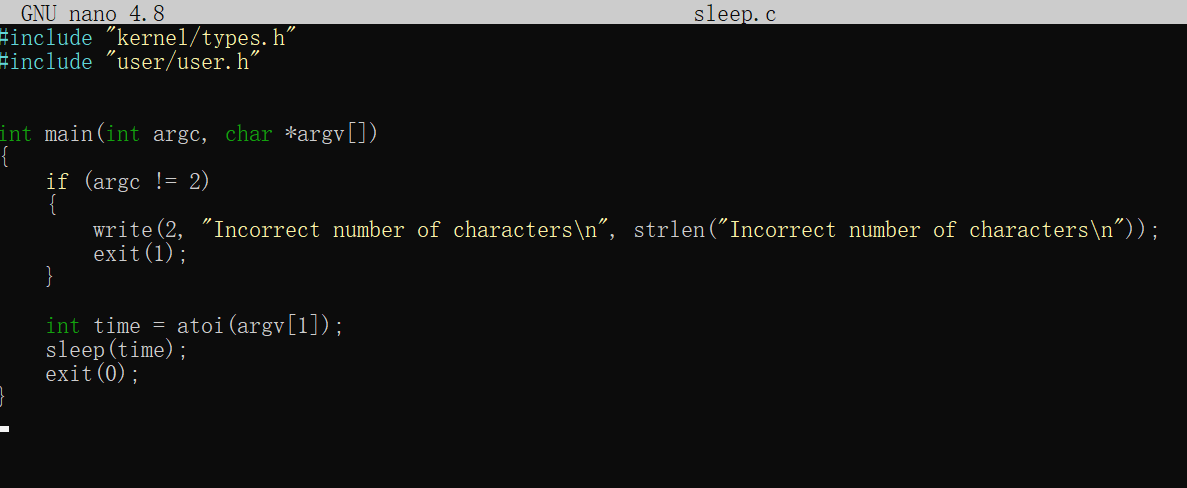 GNU nano 4.8 sleep.c
#include "kernel/types.h"
#include "user/user.h"
int main(int argc, char *argv[])
{
    if (argc != 2)
    {
        write(2, "Incorrect number of characters\n", strlen("Incorrect number of characters\n"));
        exit(1);
    }
    int time = atoi(argv[1]);
    sleep(time);
    exit(0);
}